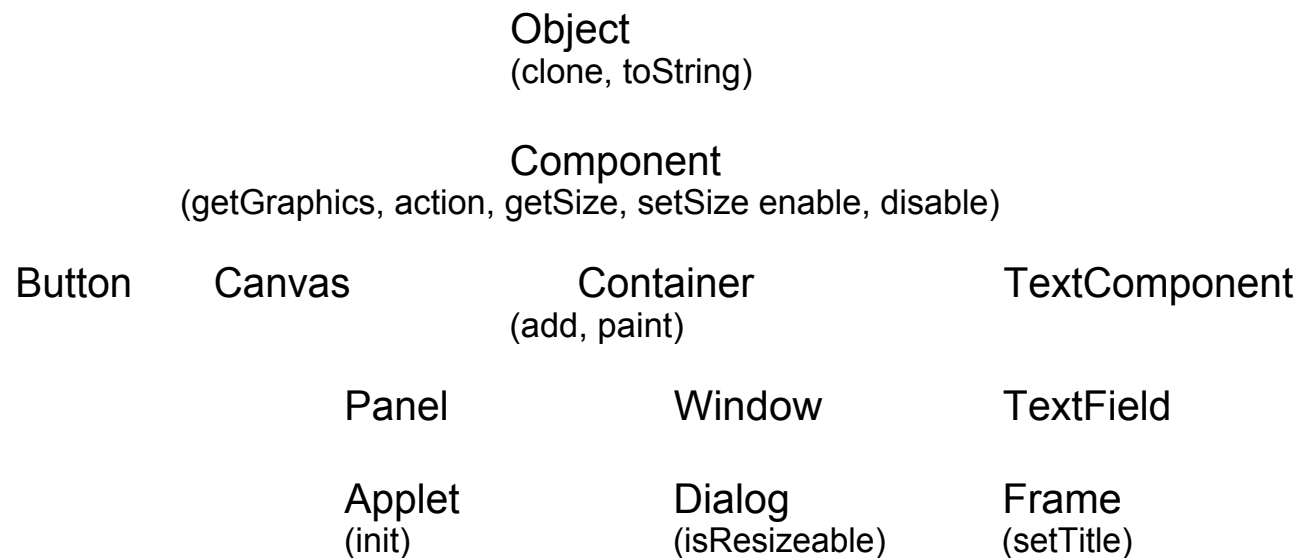 Object
(clone, toString)
Component
(getGraphics, action, getSize, setSize enable, disable)
Button Canvas Container TextComponent
(add, paint)
Panel Window TextField
Applet Dialog Frame
(init) (isResizeable) (setTitle)